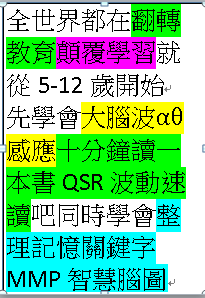 全世界都在翻轉
教育顛覆學習就
從 5-12 歲開始
先學會大腦波αθ
感應十分鐘讀一
本書 QSR 波動速
讀吧同時學會整
理記憶關鍵字
MMP 智慧腦圖